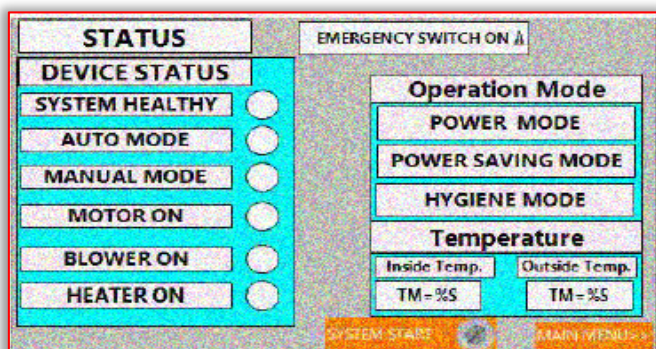 STATUS
EMERGENCY SWITCH ON
DEVICE STATUS
SYSTEM HEALTHY
AUTO MODE
MANUAL MODE
MOTOR ON
BLOWER ON
HEATER ON
Operation Mode
POWER MODE
POWER SAVING MODE
HYGIENE MODE
Temperature
Inside Temp. Outside Temp.
TM=%S TM=%S
SYSTEM START MAIN MENU>>